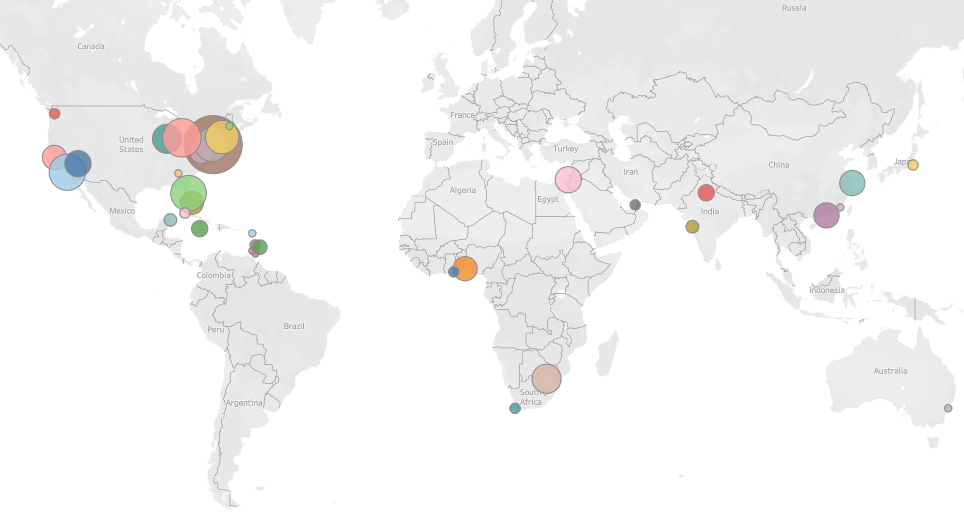 Russia
Canada
France
United
States
Spain
Turkey
Japan
China
Iran
Algeria
Egypt
Mexico
India
Colombia
Indonesia
Peru
Brazil
Australia
South
Africa
Argentina